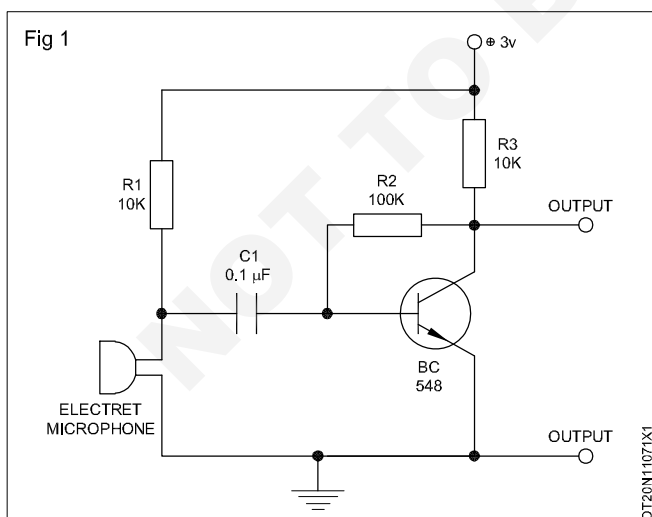 Fig 1
⊕ 3v
R1
10K
R2
100K
R3
10K
OUTPUT
C1
0.1 µF
BC
548
ELECTRET
MICROPHONE
OUTPUT
DT20N11071X1
NOT TO B